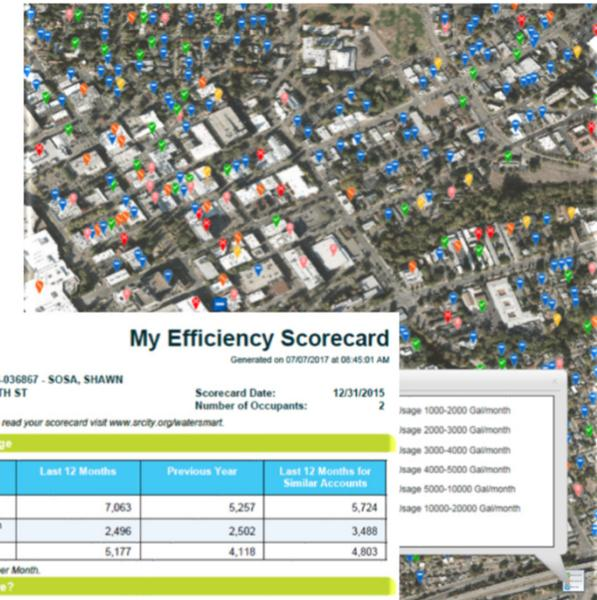 My Efficiency Scorecard
Generated on 07/07/2017 at 08:45:01 AM
-036867 - SOSA, SHAWN
TH ST
Scorecard Date: 12/31/2015
Number of Occupants: 2
read your scorecard visit www.srcity.org/watersmart.
ge
Last 12 Months Previous Year Last 12 Months for
Similar Accounts
7,063 5,257 5,724
2,496 2,502 3,488
5,177 4,118 4,803
er Month.
e?
Usage 1000-2000 Gal/month
Usage 2000-3000 Gal/month
Usage 3000-4000 Gal/month
Usage 4000-5000 Gal/month
Usage 5000-10000 Gal/month
Usage 10000-20000 Gal/month